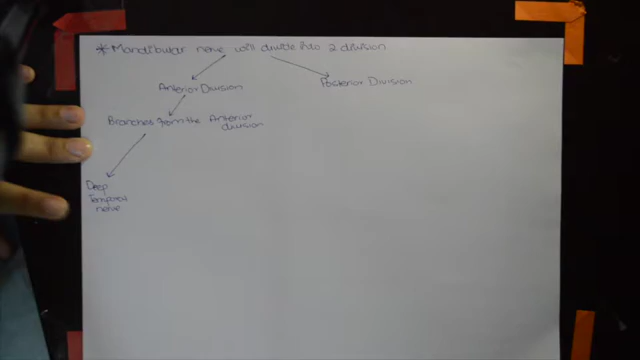 * Mandibular nerve will divide into 2 division
Anterior Division
Posterior Division
Branches from the Anterior
division
Deep
Temporal
nerve